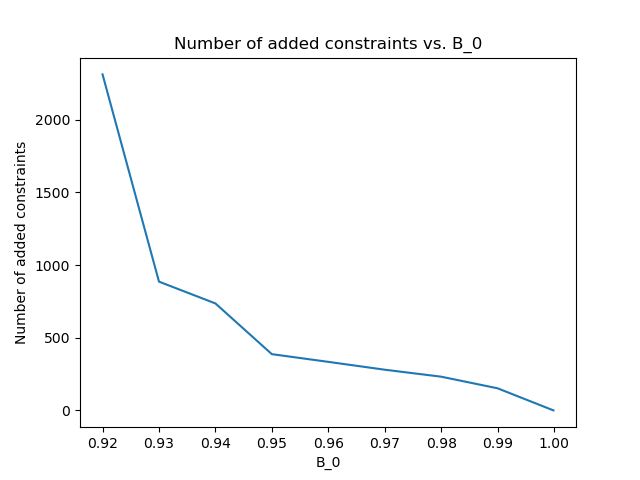 Number of added constraints vs. B_0
Number of added constraints
2000
1500
1000
500
0
0.92 0.93 0.94 0.95 0.96 0.97 0.98 0.99 1.00
B_0